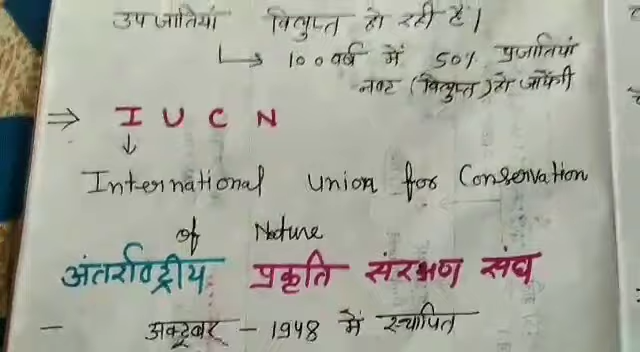 उपजातियां विलुप्त हो रही हैं।
↳ 100 वर्ष में 50% प्रजातियां
नष्ट (विलुप्त) हो जायेंगी
⇒ I U C N
↓
International Union for Conservation
of Nature
अंतर्राष्ट्रीय प्रकृति संरक्षण संघ
– अक्टूबर – 1948 में स्थापित